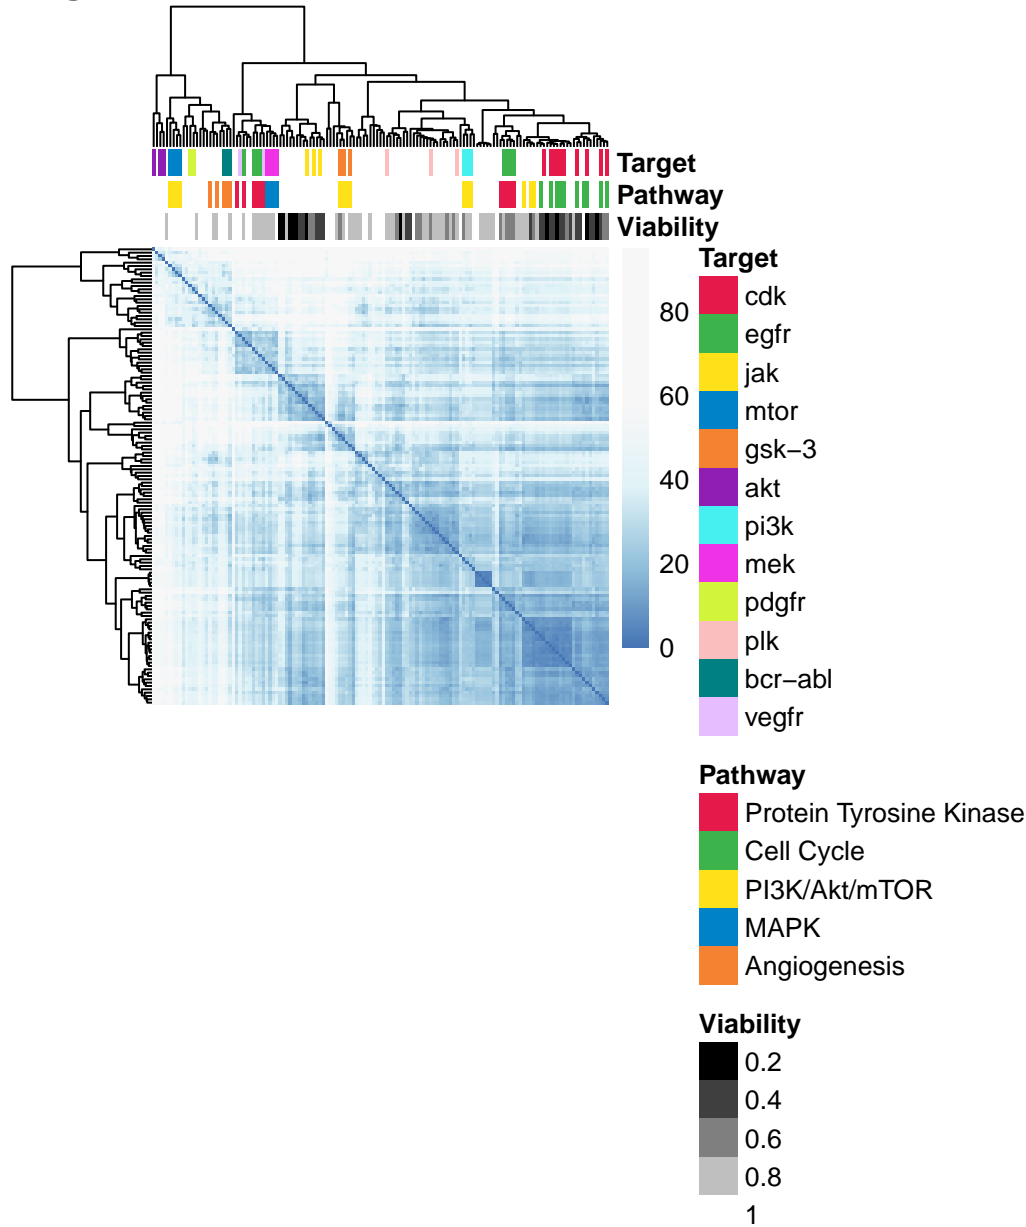 Target
Pathway
Viability
80
60
40
20
0
Target
cdk
egfr
jak
mtor
gsk−3
akt
pi3k
mek
pdgfr
plk
bcr−abl
vegfr
Pathway
Protein Tyrosine Kinase
Cell Cycle
PI3K/Akt/mTOR
MAPK
Angiogenesis
Viability
0.2
0.4
0.6
0.8
1